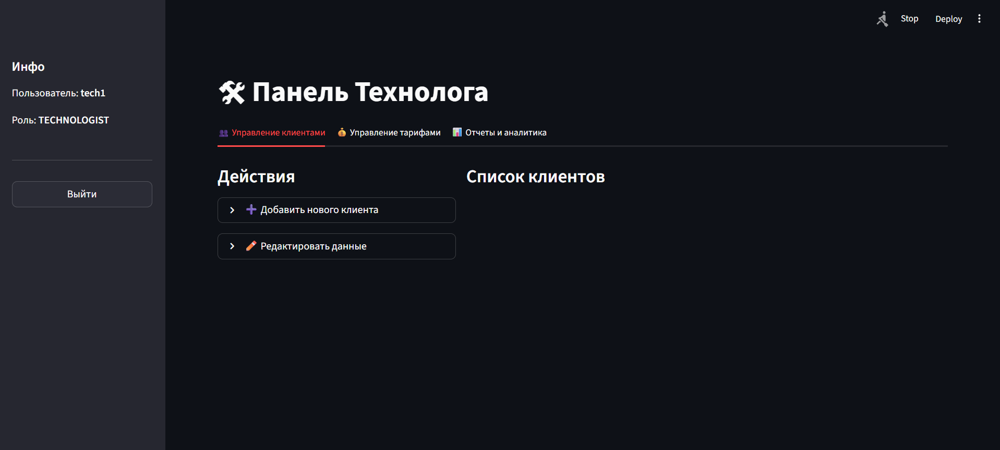 Stop
Deploy
Инфо
Пользователь: tech1
Роль: TECHNOLOGIST
Выйти
Панель Технолога
Управление клиентами
Управление тарифами
Отчеты и аналитика
Действия
Добавить нового клиента
Редактировать данные
Список клиентов